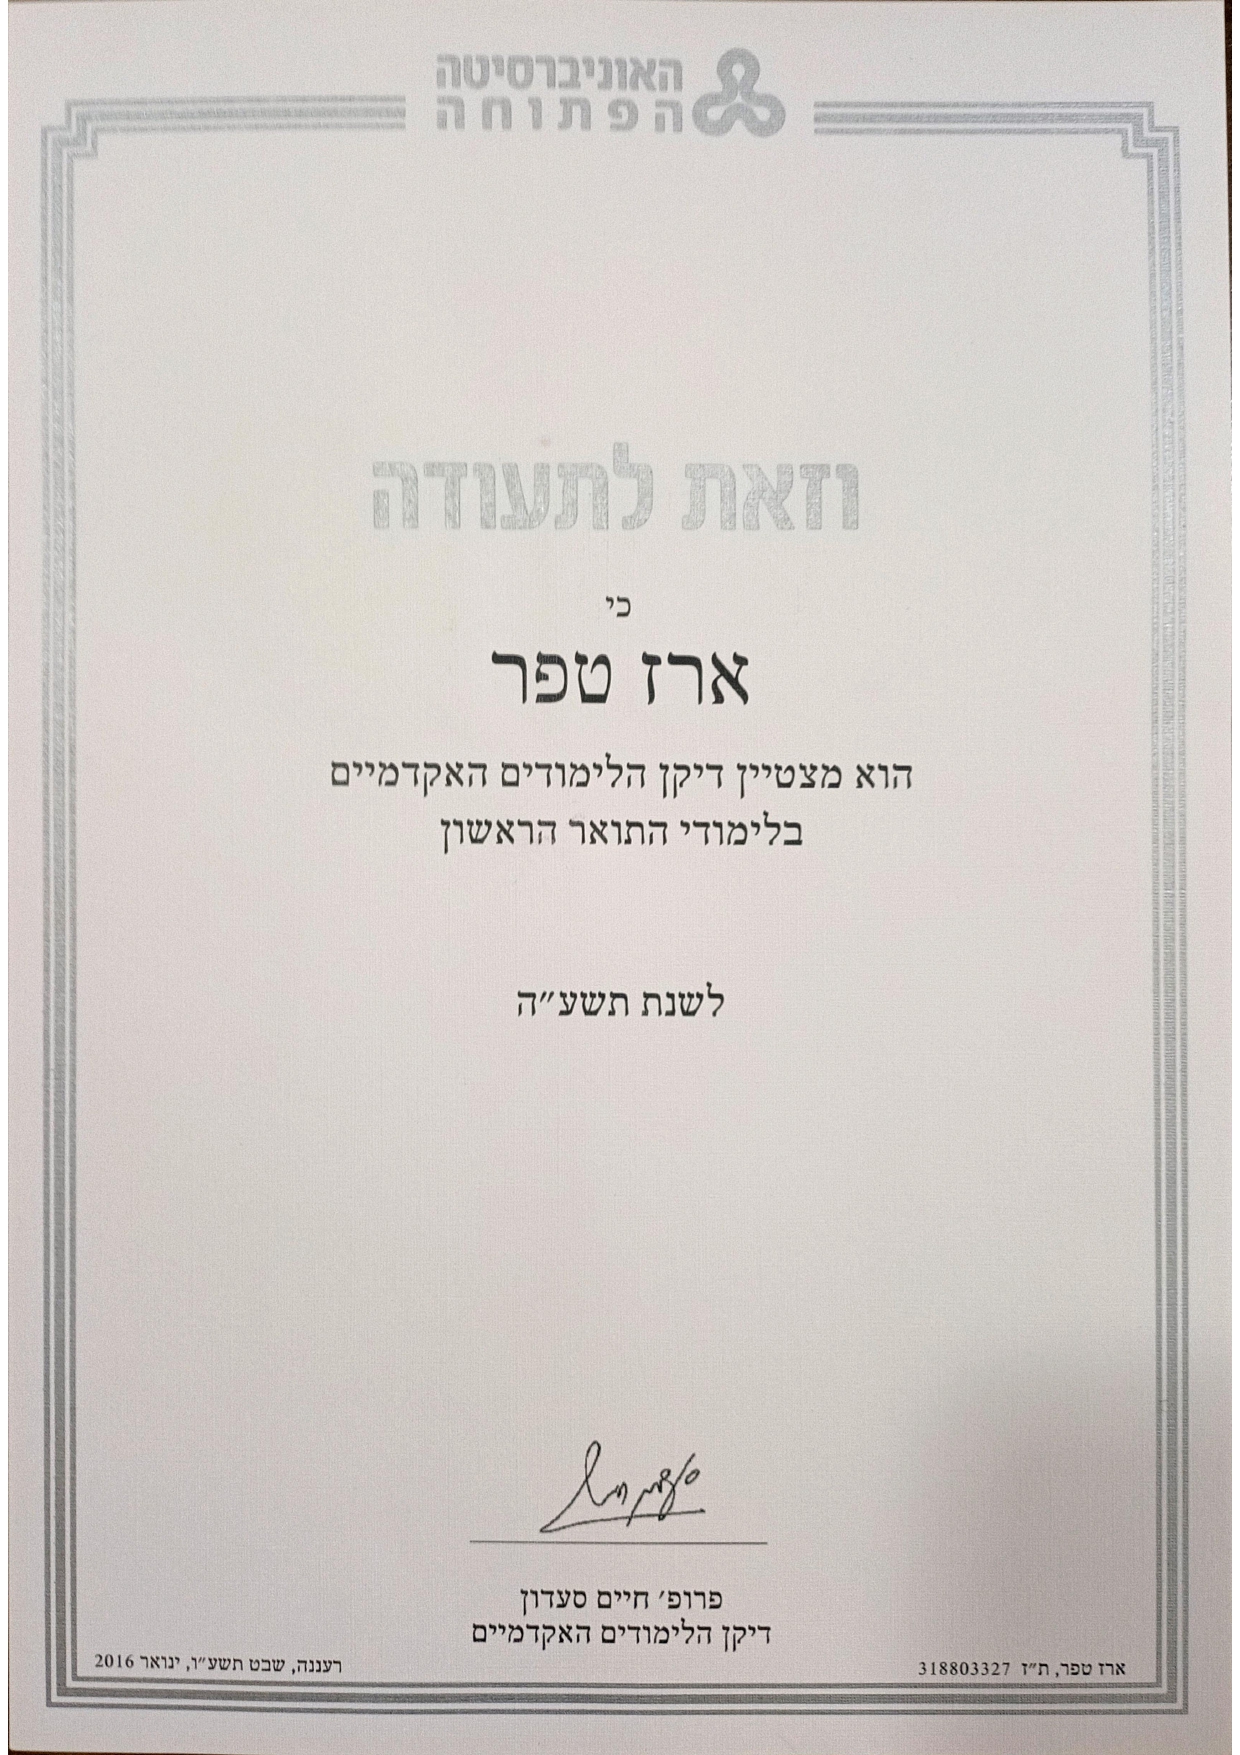 האוניברסיטה
הפתוחה
וזאת לתעודה
כי
ארז טפר
הוא מצטיין דיקן הלימודים האקדמיים
בלימודי התואר הראשון
לשנת תשע״ה
פרופ׳ חיים סעדון
דיקן הלימודים האקדמיים
ארז טפר, ת״ז 318803327
רעננה, שבט תשע״ו, ינואר 2016